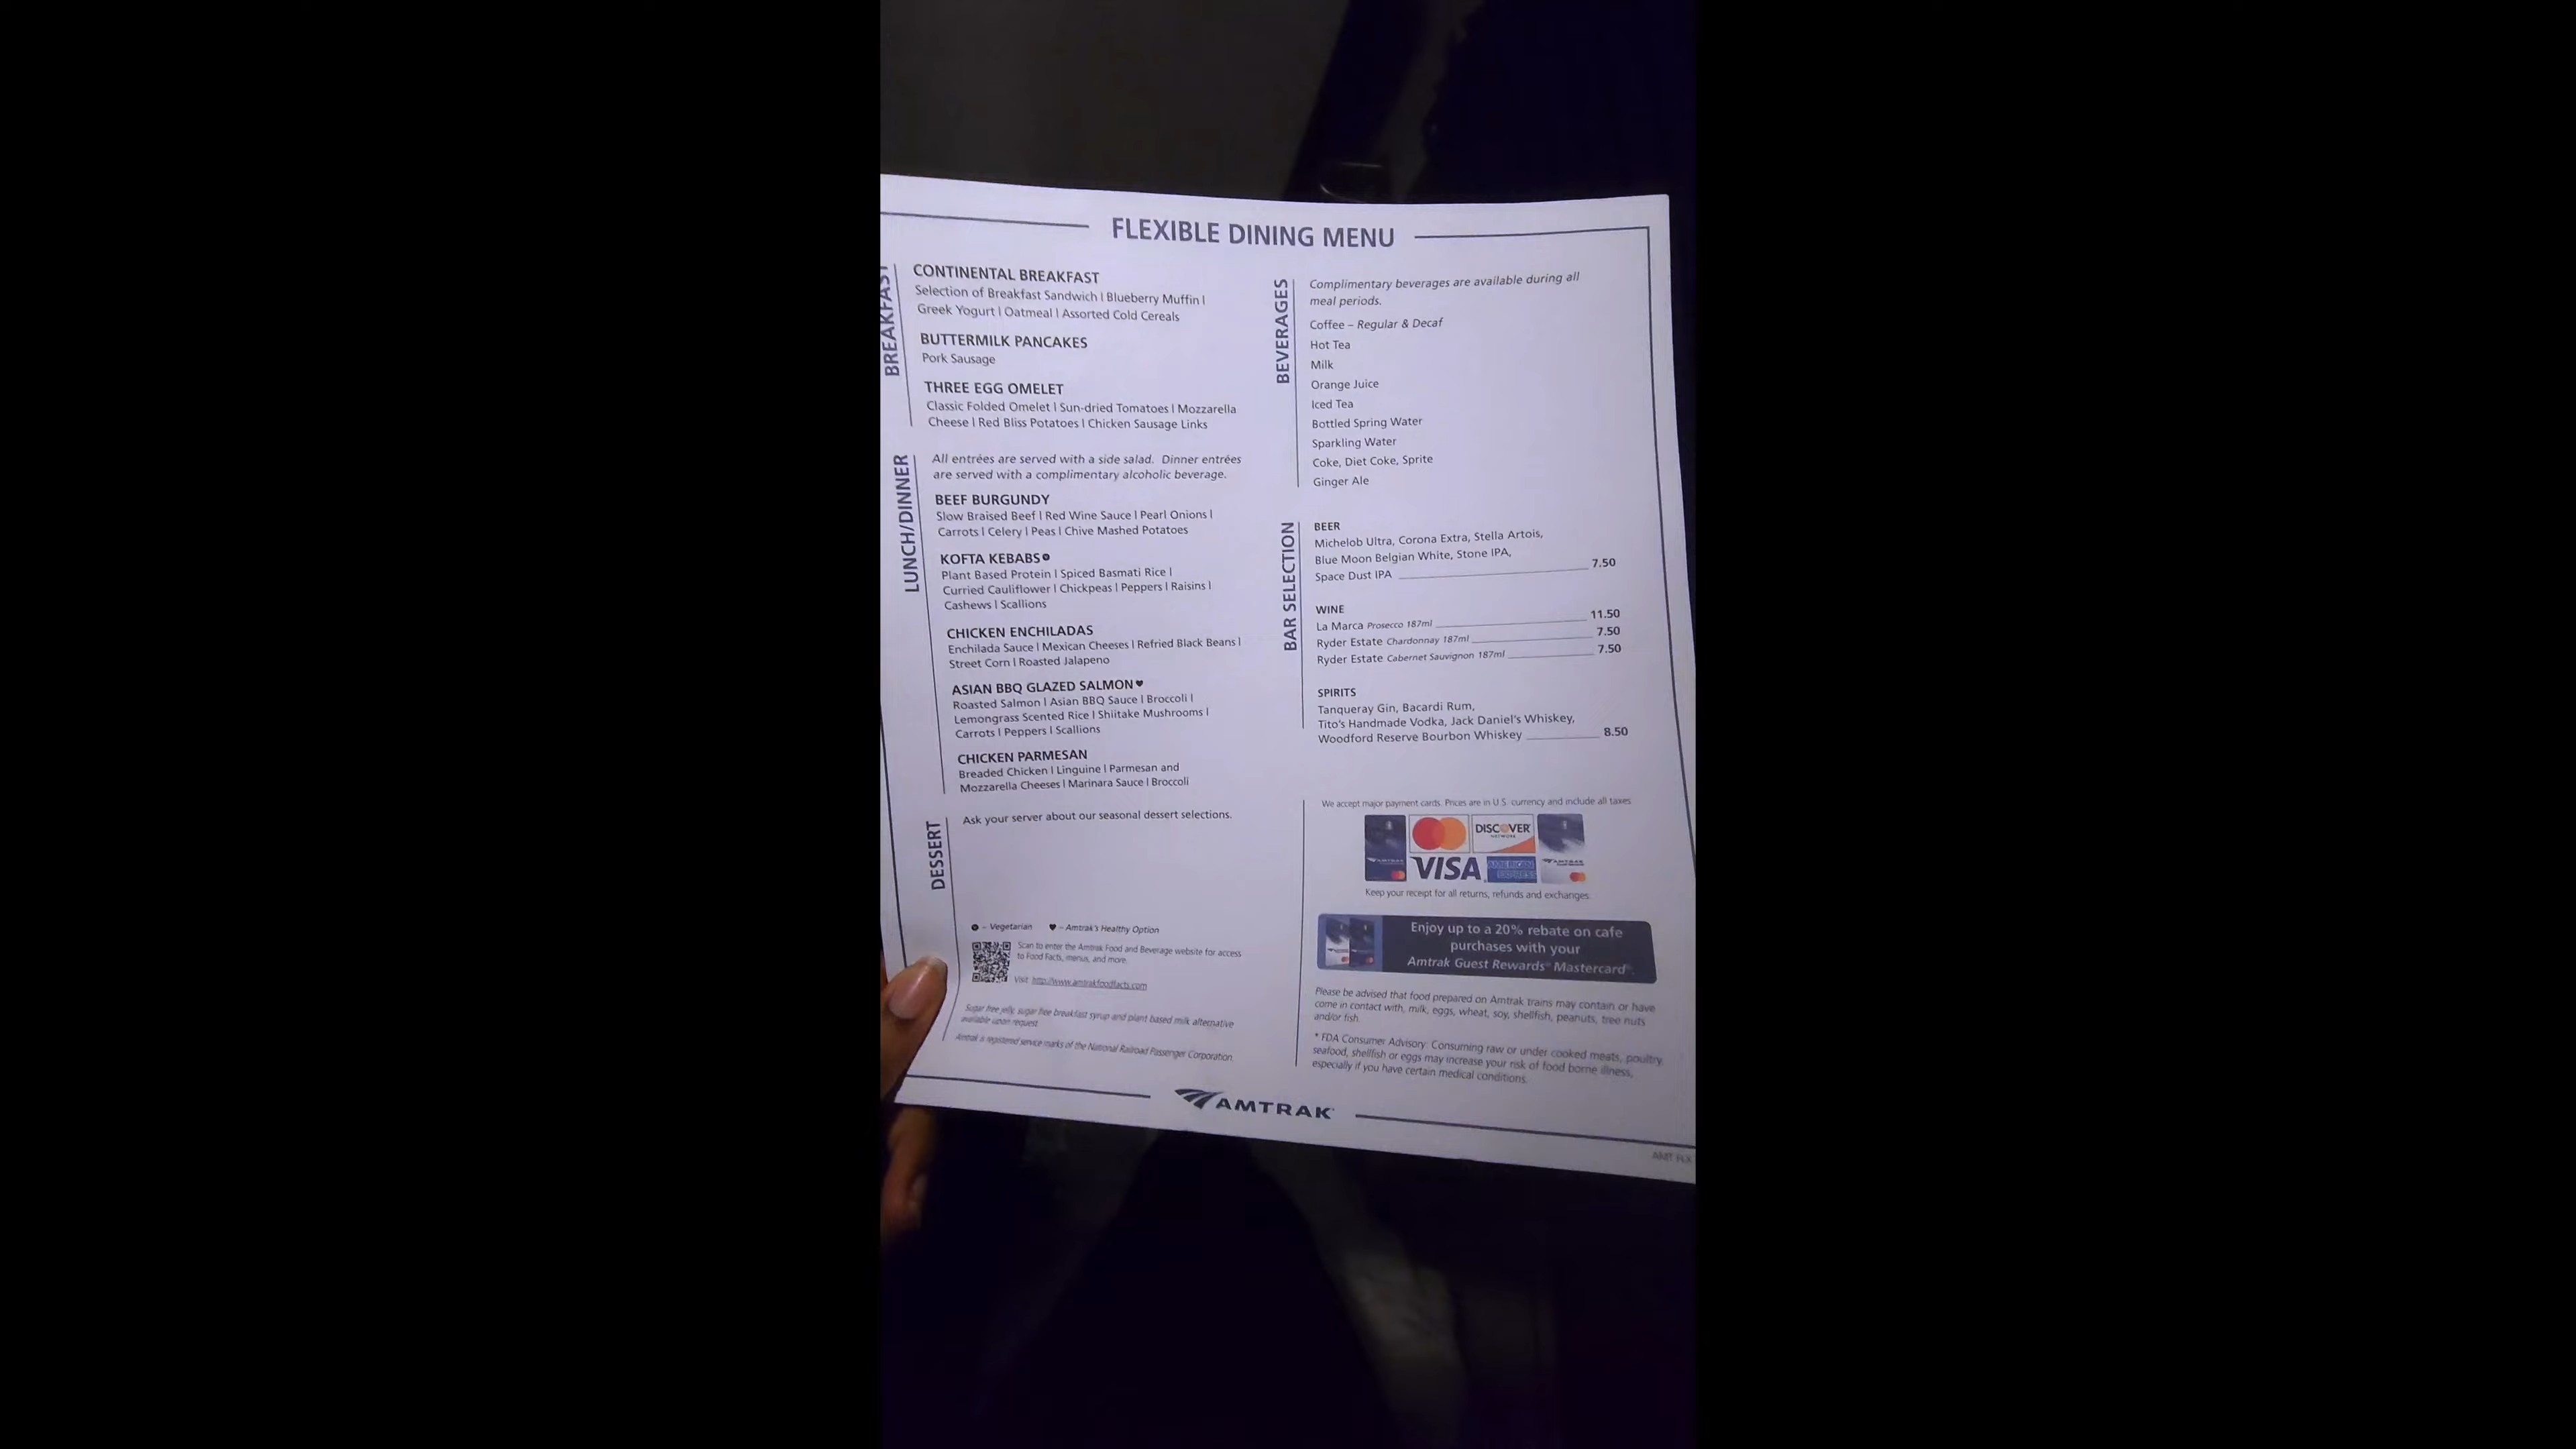 FLEXIBLE DINING MENU
BREAKFAST
CONTINENTAL BREAKFAST
Selection of Breakfast Sandwich | Blueberry Muffin |
Greek Yogurt | Oatmeal | Assorted Cold Cereals
BUTTERMILK PANCAKES
Pork Sausage
THREE EGG OMELET
Classic Folded Omelet | Sun-dried Tomatoes | Mozzarella
Cheese | Red Bliss Potatoes | Chicken Sausage Links
LUNCH/DINNER
All entrées are served with a side salad. Dinner entrées
are served with a complimentary alcoholic beverage.
BEEF BURGUNDY
Slow Braised Beef | Red Wine Sauce | Pearl Onions |
Carrots | Celery | Peas | Chive Mashed Potatoes
KOFTA KEBABS
Plant Based Protein | Spiced Basmati Rice |
Curried Cauliflower | Chickpeas | Peppers | Raisins |
Cashews | Scallions
CHICKEN ENCHILADAS
Enchilada Sauce | Mexican Cheeses | Refried Black Beans |
Street Corn | Roasted Jalapeno
ASIAN BBQ GLAZED SALMON♥
Roasted Salmon | Asian BBQ Sauce | Broccoli |
Lemongrass Scented Rice | Shiitake Mushrooms |
Carrots | Peppers | Scallions
CHICKEN PARMESAN
Breaded Chicken | Linguine | Parmesan and
Mozzarella Cheeses | Marinara Sauce | Broccoli
DESSERT
Ask your server about our seasonal dessert selections.
– Vegetarian ♥ – Amtrak's Healthy Option
Scan to enter the Amtrak Food and Beverage website for access
to Food Facts, menus, and more.
Visit http://www.amtrakfoodfacts.com
Sugar free jelly, sugar free breakfast syrup and plant based milk alternative
available upon request.
Amtrak is registered service marks of the National Railroad Passenger Corporation.
BEVERAGES
Complimentary beverages are available during all
meal periods.
Coffee – Regular & Decaf
Hot Tea
Milk
Orange Juice
Iced Tea
Bottled Spring Water
Sparkling Water
Coke, Diet Coke, Sprite
Ginger Ale
BAR SELECTION
BEER
Michelob Ultra, Corona Extra, Stella Artois,
Blue Moon Belgian White, Stone IPA,
Space Dust IPA 7.50
WINE
La Marca Prosecco 187ml 11.50
Ryder Estate Chardonnay 187ml 7.50
Ryder Estate Cabernet Sauvignon 187ml 7.50
SPIRITS
Tanqueray Gin, Bacardi Rum,
Tito's Handmade Vodka, Jack Daniel's Whiskey,
Woodford Reserve Bourbon Whiskey 8.50
We accept major payment cards. Prices are in U.S. currency and include all taxes.
DISCOVER
NETWORK
VISA
AMERICAN
EXPRESS
Keep your receipt for all returns, refunds and exchanges.
Enjoy up to a 20% rebate on cafe
purchases with your
Amtrak Guest Rewards® Mastercard®.
Please be advised that food prepared on Amtrak trains may contain or have
come in contact with, milk, eggs, wheat, soy, shellfish, peanuts, tree nuts
and/or fish.
* FDA Consumer Advisory: Consuming raw or under cooked meats, poultry,
seafood, shellfish or eggs may increase your risk of food borne illness,
especially if you have certain medical conditions.
AMTRAK
AMT FLX